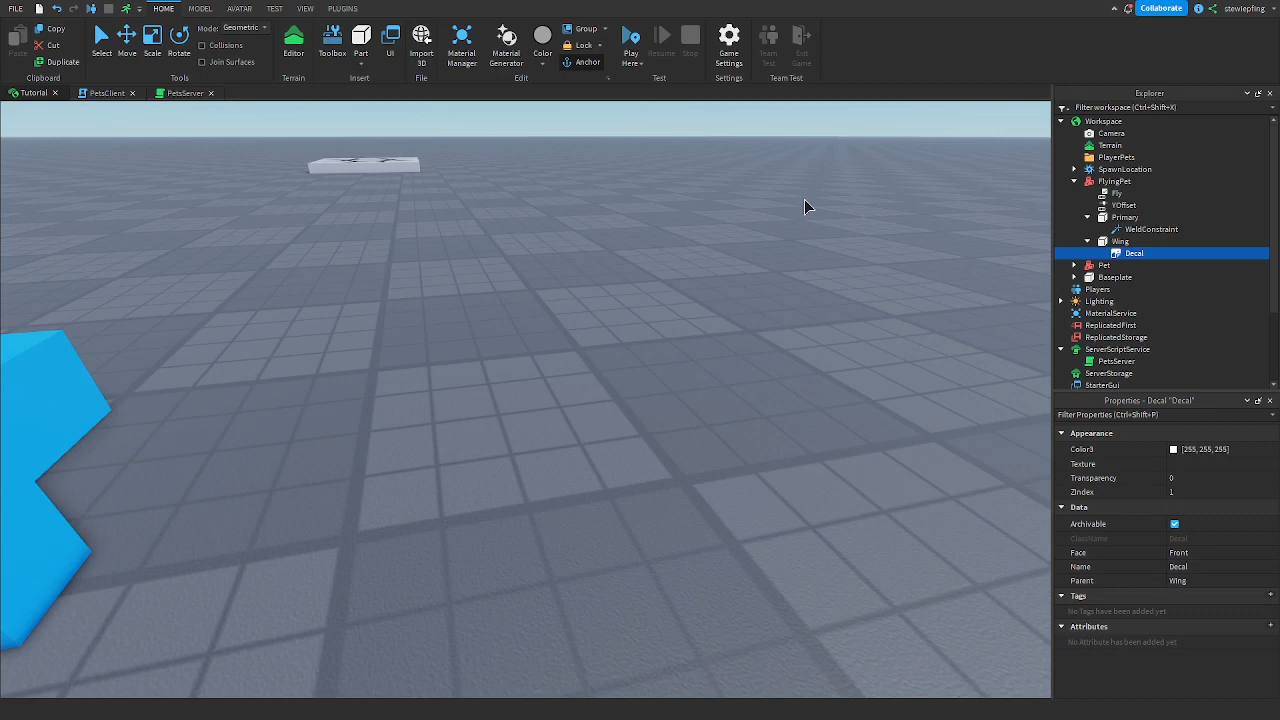 FILE HOME MODEL AVATAR TEST VIEW PLUGINS Collaborate stewiepfing
Paste Copy Cut Duplicate Clipboard
Select Move Scale Rotate Mode: Geometric Collisions Join Surfaces Tools
Editor Terrain
Toolbox Part UI Insert
Import 3D File
Material Manager Material Generator Color Group Lock Anchor Edit
Play Here Resume Stop Test
Game Settings Settings
Team Test Exit Game Team Test
Tutorial PetsClient PetsServer
Explorer
Filter workspace (Ctrl+Shift+X)
Workspace
Camera
Terrain
PlayerPets
SpawnLocation
FlyingPet
Fly
YOffset
Primary
WeldConstraint
Wing
Decal
Pet
Baseplate
Players
Lighting
MaterialService
ReplicatedFirst
ReplicatedStorage
ServerScriptService
PetsServer
ServerStorage
StarterGui
Properties - Decal "Decal"
Filter Properties (Ctrl+Shift+P)
Appearance
Color3 [255, 255, 255]
Texture
Transparency 0
ZIndex 1
Data
Archivable
ClassName Decal
Face Front
Name Decal
Parent Wing
Tags
No Tags have been added yet
Attributes
No Attribute has been added yet